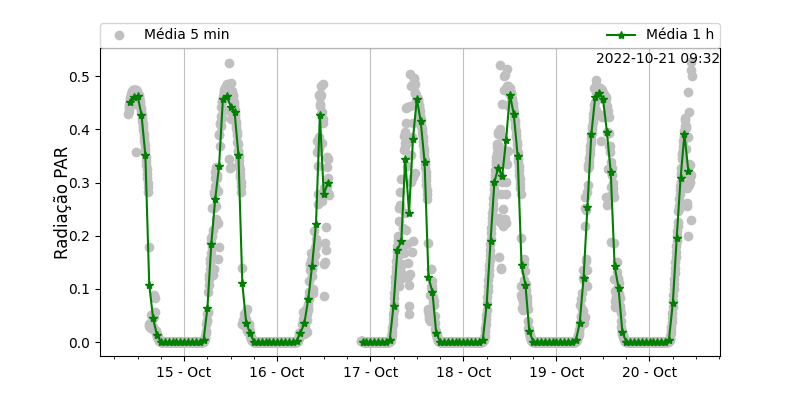 Média 5 min
Média 1 h
2022-10-21 09:32
Radiação PAR
0.5
0.4
0.3
0.2
0.1
0.0
15 - Oct
16 - Oct
17 - Oct
18 - Oct
19 - Oct
20 - Oct